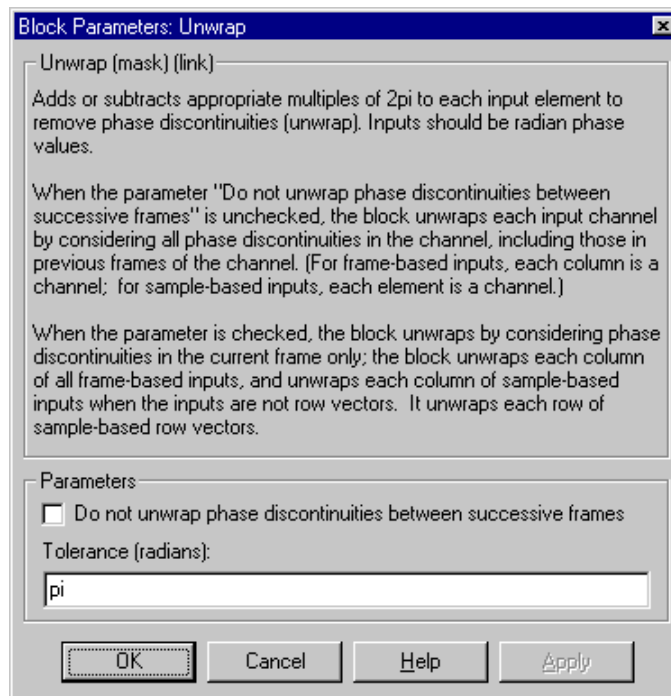 Block Parameters: Unwrap
Unwrap (mask) (link)
Adds or subtracts appropriate multiples of 2pi to each input element to
remove phase discontinuities (unwrap). Inputs should be radian phase
values.
When the parameter "Do not unwrap phase discontinuities between
successive frames" is unchecked, the block unwraps each input channel
by considering all phase discontinuities in the channel, including those in
previous frames of the channel. (For frame-based inputs, each column is a
channel; for sample-based inputs, each element is a channel.)
When the parameter is checked, the block unwraps by considering phase
discontinuities in the current frame only; the block unwraps each column
of all frame-based inputs, and unwraps each column of sample-based
inputs when the inputs are not row vectors. It unwraps each row of
sample-based row vectors.
Parameters
Do not unwrap phase discontinuities between successive frames
Tolerance (radians):
pi
OK Cancel Help Apply